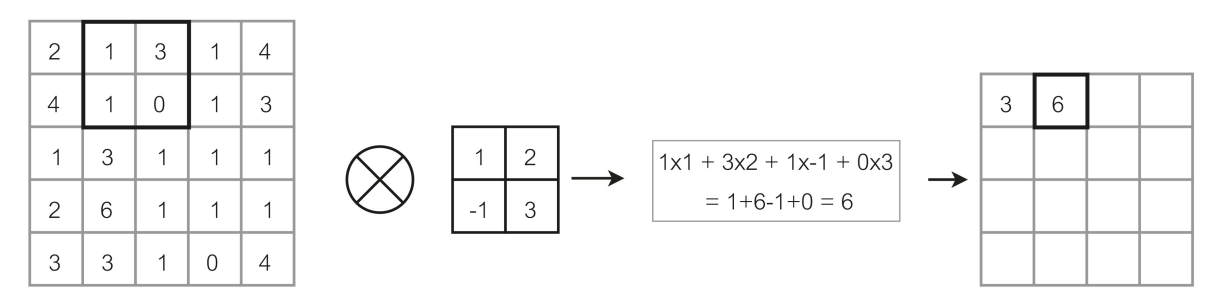 2 1 3 1 4
4 1 0 1 3
1 3 1 1 1
2 6 1 1 1
3 3 1 0 4
1 2
-1 3
1x1 + 3x2 + 1x-1 + 0x3
= 1+6-1+0 = 6
3 6